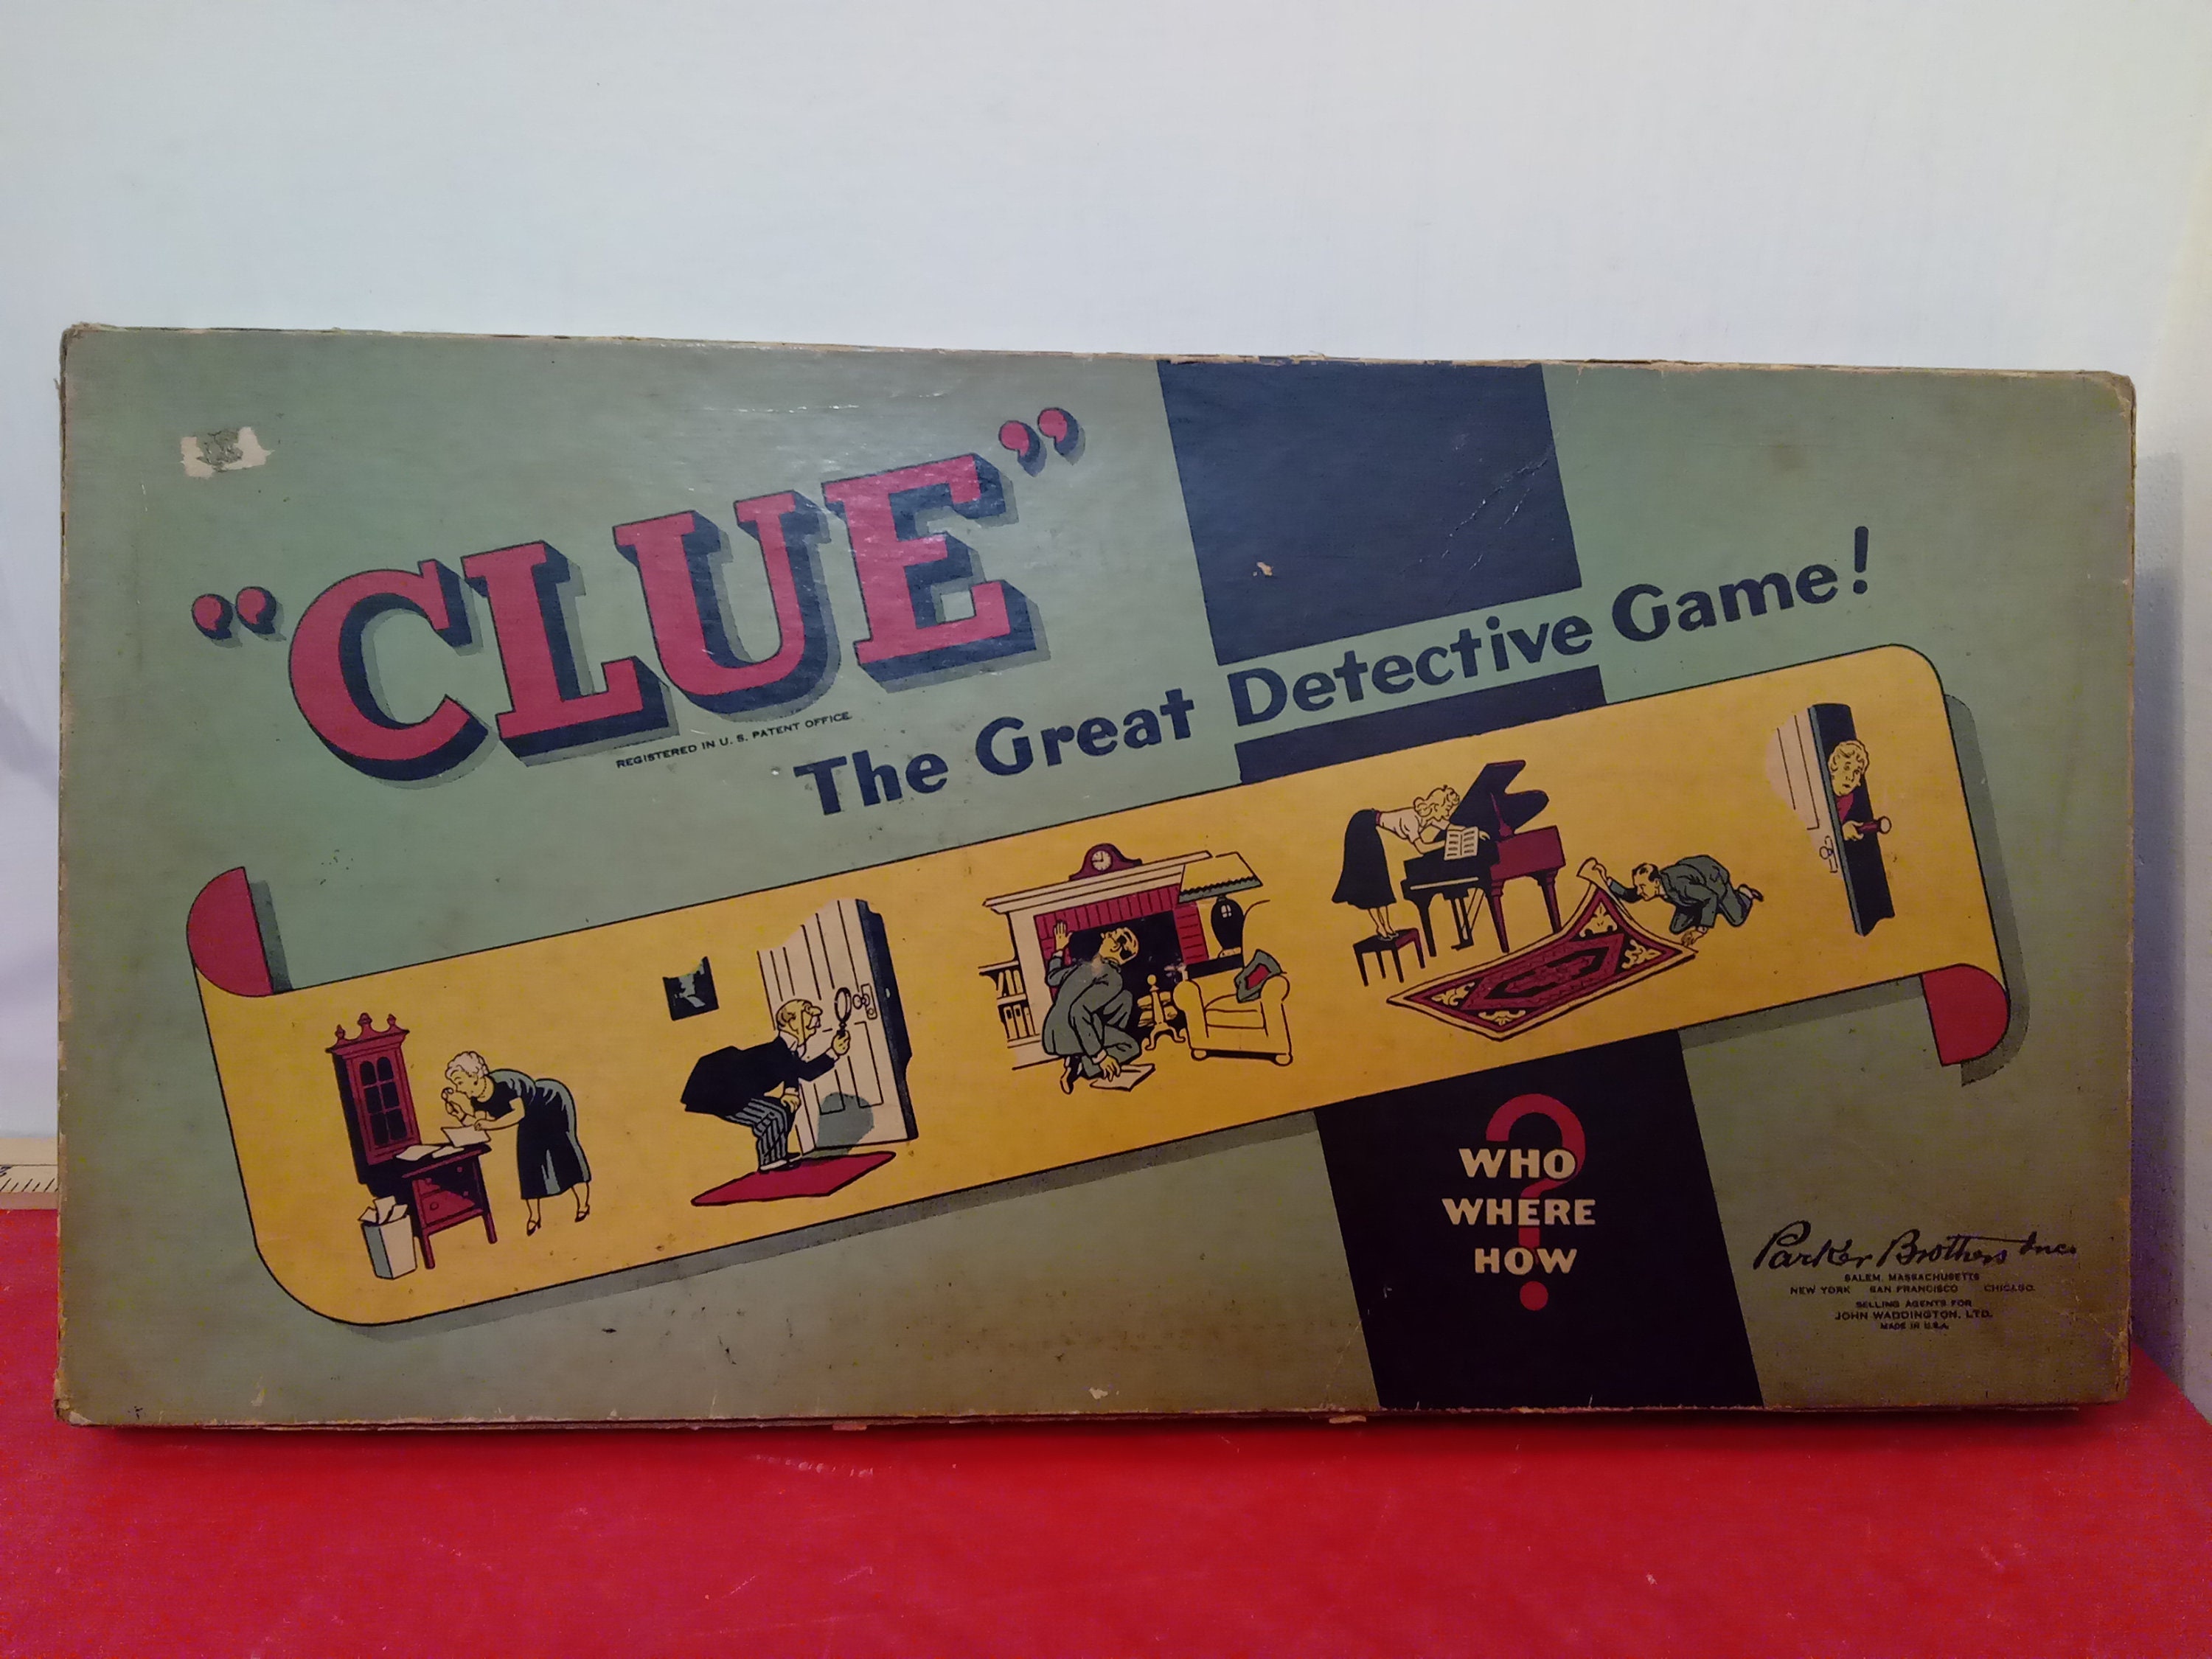 "CLUE"
REGISTERED IN U. S. PATENT OFFICE
The Great Detective Game!
WHO
WHERE
HOW
?
Parker Brothers Inc.
SALEM, MASSACHUSETTS
NEW YORK SAN FRANCISCO CHICAGO
SELLING AGENTS FOR
JOHN WADDINGTON, LTD.
MADE IN U.S.A.